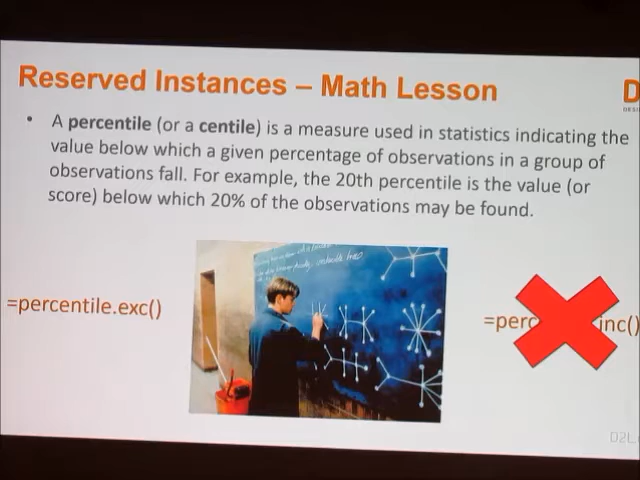 Reserved Instances – Math Lesson
D
• A percentile (or a centile) is a measure used in statistics indicating the
value below which a given percentage of observations in a group of
observations fall. For example, the 20th percentile is the value (or
score) below which 20% of the observations may be found.
=percentile.exc()
=perc inc()
D2L